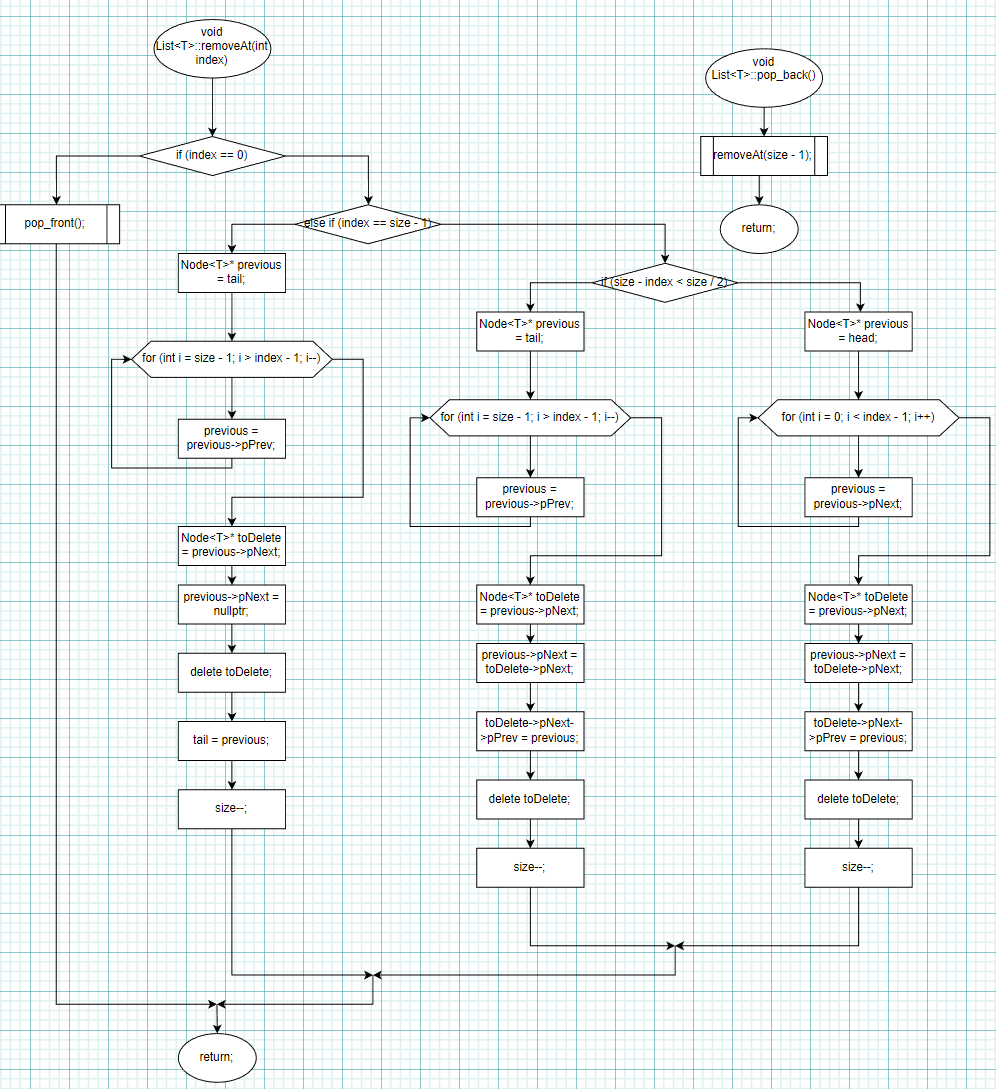 void
List<T>::removeAt(int
index)
void
List<T>::pop_back()
if (index == 0)
removeAt(size - 1);
pop_front();
else if (index == size - 1)
return;
Node<T>* previous
= tail;
if (size - index < size / 2)
Node<T>* previous
= tail;
Node<T>* previous
= head;
for (int i = size - 1; i > index - 1; i--)
for (int i = size - 1; i > index - 1; i--)
for (int i = 0; i < index - 1; i++)
previous =
previous->pPrev;
previous =
previous->pPrev;
previous =
previous->pNext;
Node<T>* toDelete
= previous->pNext;
previous->pNext =
nullptr;
Node<T>* toDelete
= previous->pNext;
Node<T>* toDelete
= previous->pNext;
delete toDelete;
previous->pNext =
toDelete->pNext;
previous->pNext =
toDelete->pNext;
tail = previous;
toDelete->pNext-
>pPrev = previous;
toDelete->pNext-
>pPrev = previous;
size--;
delete toDelete;
delete toDelete;
size--;
size--;
return;